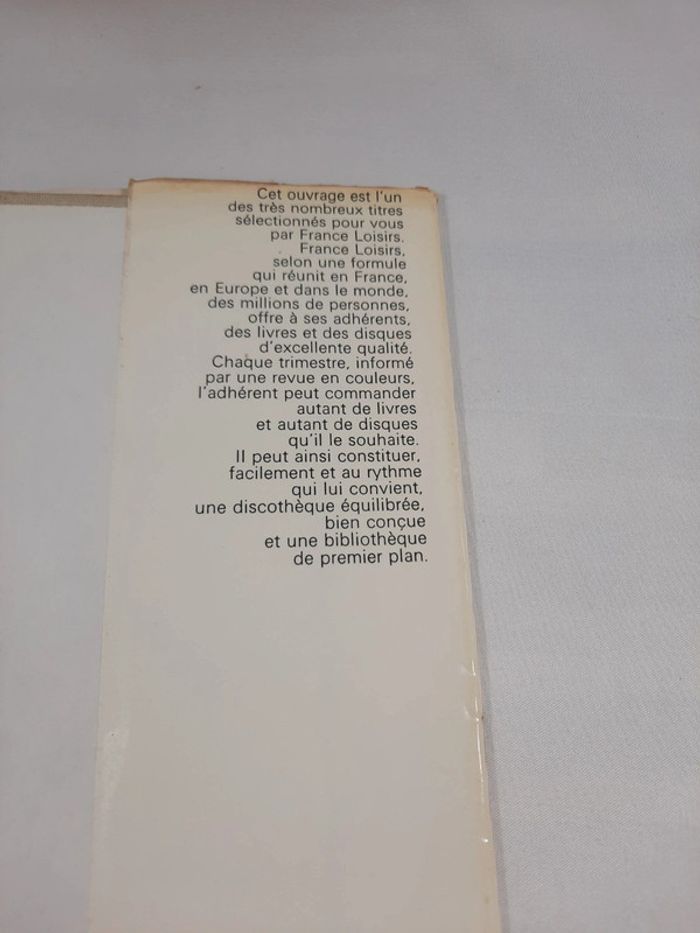 Cet ouvrage est l'un
des très nombreux titres
sélectionnés pour vous
par France Loisirs.
France Loisirs,
selon une formule
qui réunit en France,
en Europe et dans le monde,
des millions de personnes,
offre à ses adhérents,
des livres et des disques
d'excellente qualité.
Chaque trimestre, informé
par une revue en couleurs,
l'adhérent peut commander
autant de livres
et autant de disques
qu'il le souhaite.
Il peut ainsi constituer,
facilement et au rythme
qui lui convient,
une discothèque équilibrée,
bien conçue
et une bibliothèque
de premier plan.